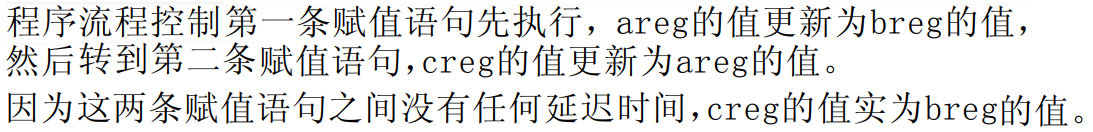 程序流程控制第一条赋值语句先执行，areg的值更新为breg的值，
然后转到第二条赋值语句,creg的值更新为areg的值。
因为这两条赋值语句之间没有任何延迟时间,creg的值实为breg的值。